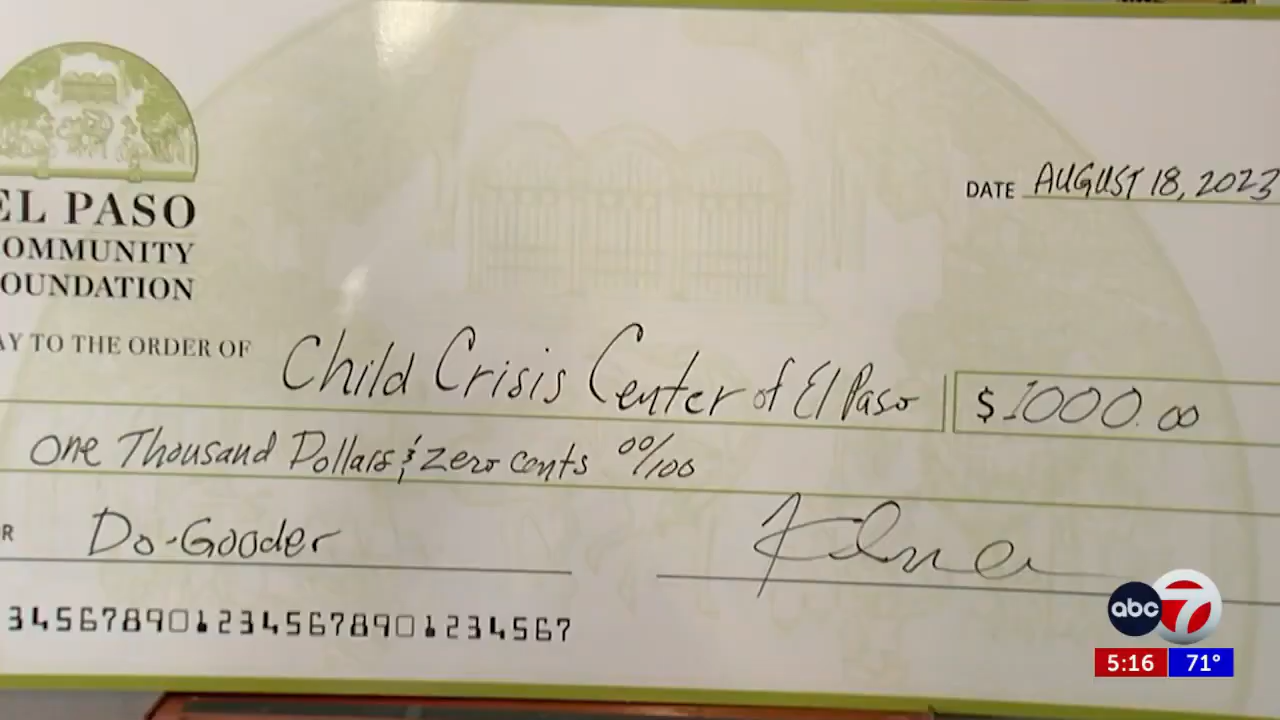 EL PASO
OMMUNITY
OUNDATION
DATE AUGUST 18, 2023
AY TO THE ORDER OF Child Crisis Center of El Paso $ 1000.00
One Thousand Dollars & zero cents 00/100
R Do-Gooder
3456789012345678901234567
abc 7
5:16 71°